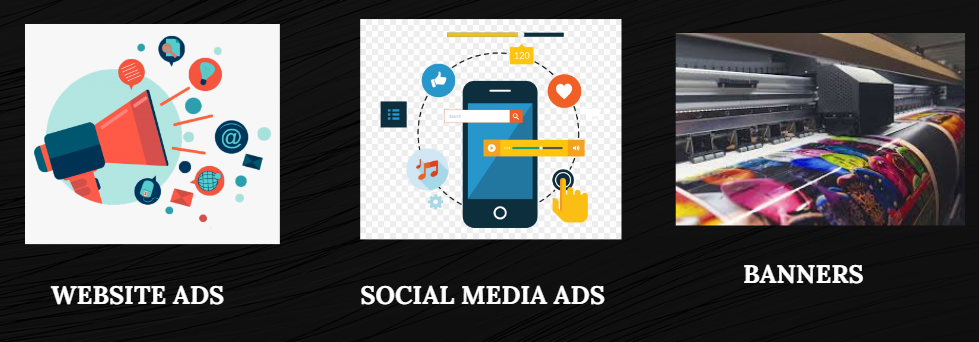 120
@
WEBSITE ADS
SOCIAL MEDIA ADS
BANNERS